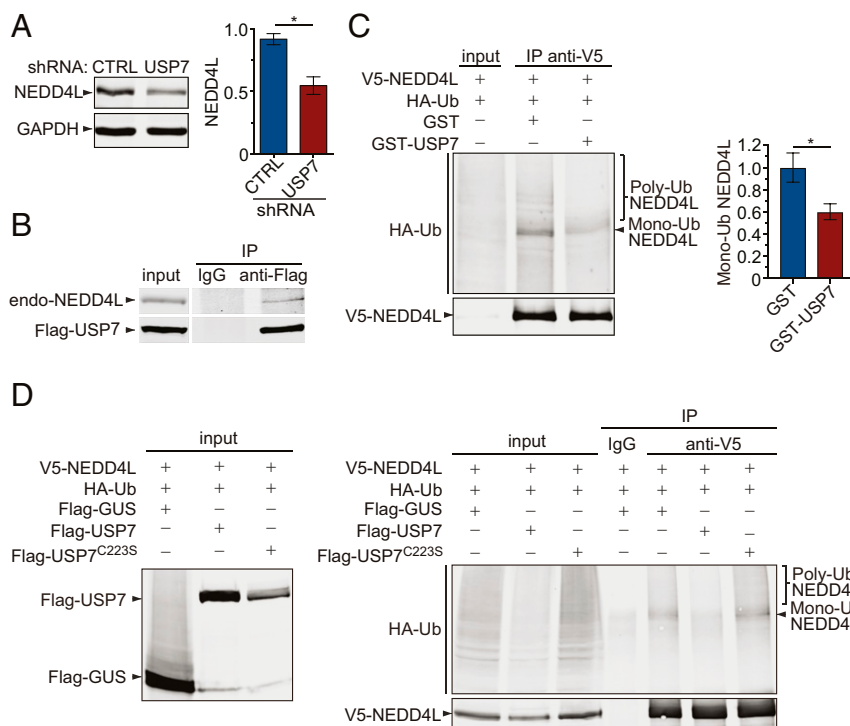 A
shRNA: CTRL USP7
NEDD4L
GAPDH
NEDD4L
1
0.5
0
*
CTRL
USP7
shRNA
B
IP
input IgG anti-Flag
endo-NEDD4L
Flag-USP7
C
input IP anti-V5
V5-NEDD4L + + +
HA-Ub + + +
GST – + –
GST-USP7 – – +
HA-Ub
Poly-Ub
NEDD4L
Mono-Ub
NEDD4L
V5-NEDD4L
Mono-Ub NEDD4L
1.2
1.0
0.8
0.6
0.4
0.2
0
*
GST
GST-USP7
D
input
V5-NEDD4L + + +
HA-Ub + + +
Flag-GUS + – –
Flag-USP7 – + –
Flag-USP7C223S – – +
Flag-USP7
Flag-GUS
IP
input IgG anti-V5
V5-NEDD4L + + + + + + +
HA-Ub + + + + + + +
Flag-GUS + – – + + – –
Flag-USP7 – + – – – + –
Flag-USP7C223S – – + – – – +
HA-Ub
Poly-Ub
NEDD4
Mono-U
NEDD4
V5-NEDD4L